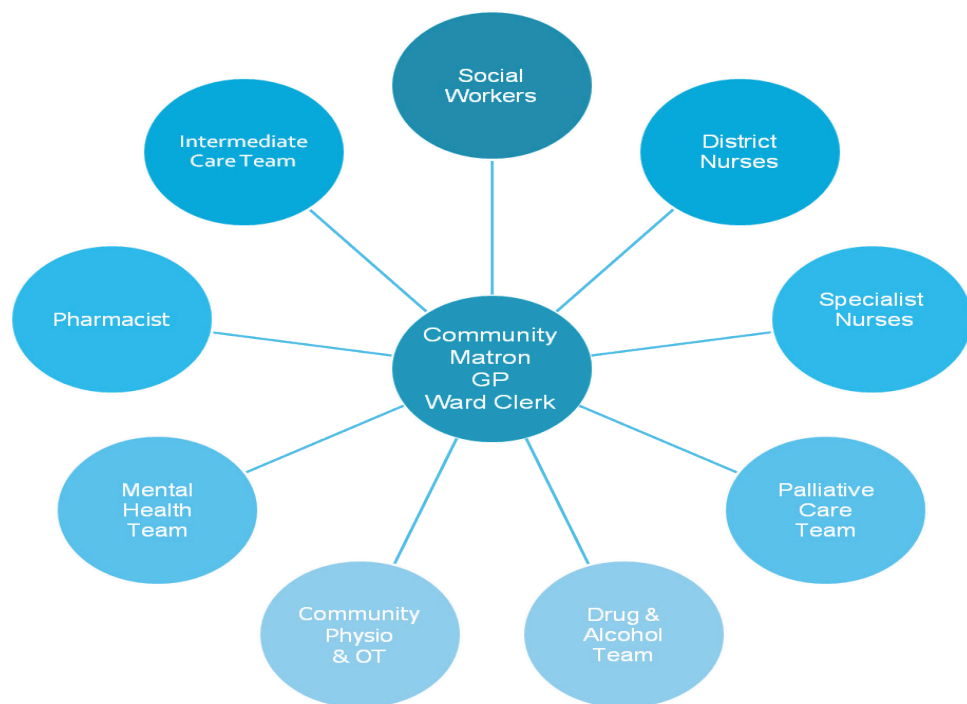 Social
Workers
District
Nurses
Specialist
Nurses
Palliative
Care
Team
Drug &
Alcohol
Team
Community
Physio
& OT
Mental
Health
Team
Pharmacist
Intermediate
Care Team
Community
Matron
GP
Ward Clerk